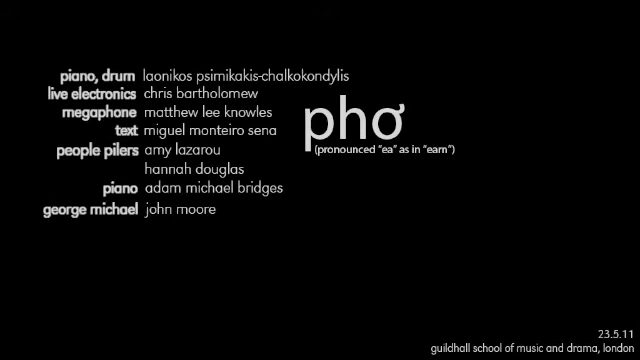 piano, drum laonikos psimikakis-chalkokondylis
live electronics chris bartholomew
megaphone matthew lee knowles
text miguel monteiro sena
people pilers amy lazarou
hannah douglas
piano adam michael bridges
george michael john moore
phơ
(pronounced "ea" as in "earn")
23.5.11
guildhall school of music and drama, london